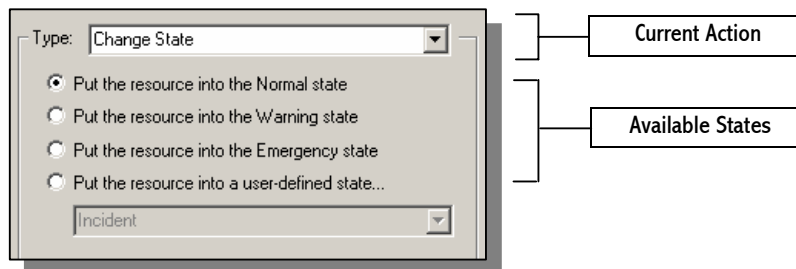 Type: Change State
Current Action
Put the resource into the Normal state
Put the resource into the Warning state
Put the resource into the Emergency state
Put the resource into a user-defined state...
Incident
Available States